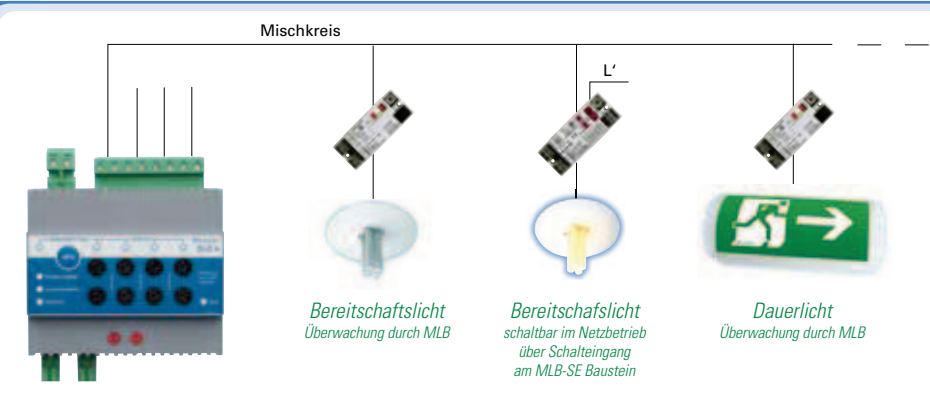 Mischkreis
L'
Bereitschaftslicht
Überwachung durch MLB
Bereitschafslicht
schaltbar im Netzbetrieb
über Schalteingang
am MLB-SE Baustein
Dauerlicht
Überwachung durch MLB